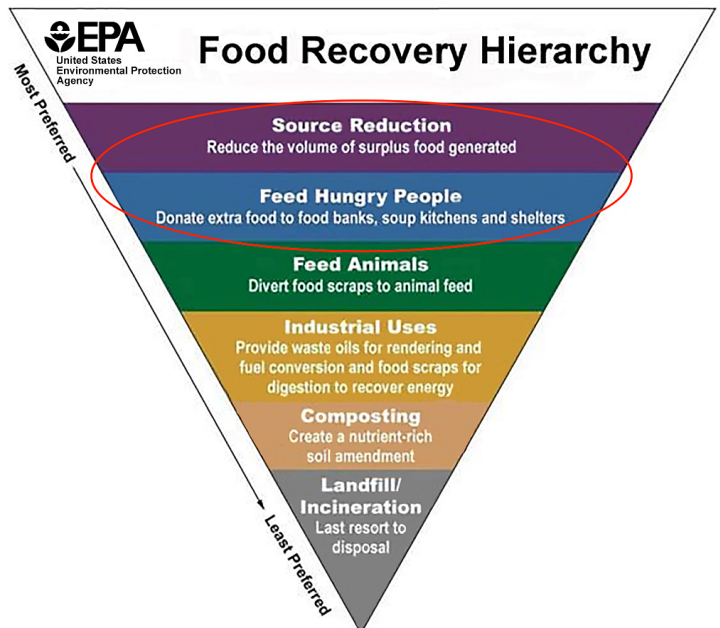 EPA
United States
Environmental Protection
Agency
Food Recovery Hierarchy
Most Preferred
Source Reduction
Reduce the volume of surplus food generated
Feed Hungry People
Donate extra food to food banks, soup kitchens and shelters
Feed Animals
Divert food scraps to animal feed
Industrial Uses
Provide waste oils for rendering and
fuel conversion and food scraps for
digestion to recover energy
Composting
Create a nutrient-rich
soil amendment
Landfill/
Incineration
Last resort to
disposal
Least Preferred